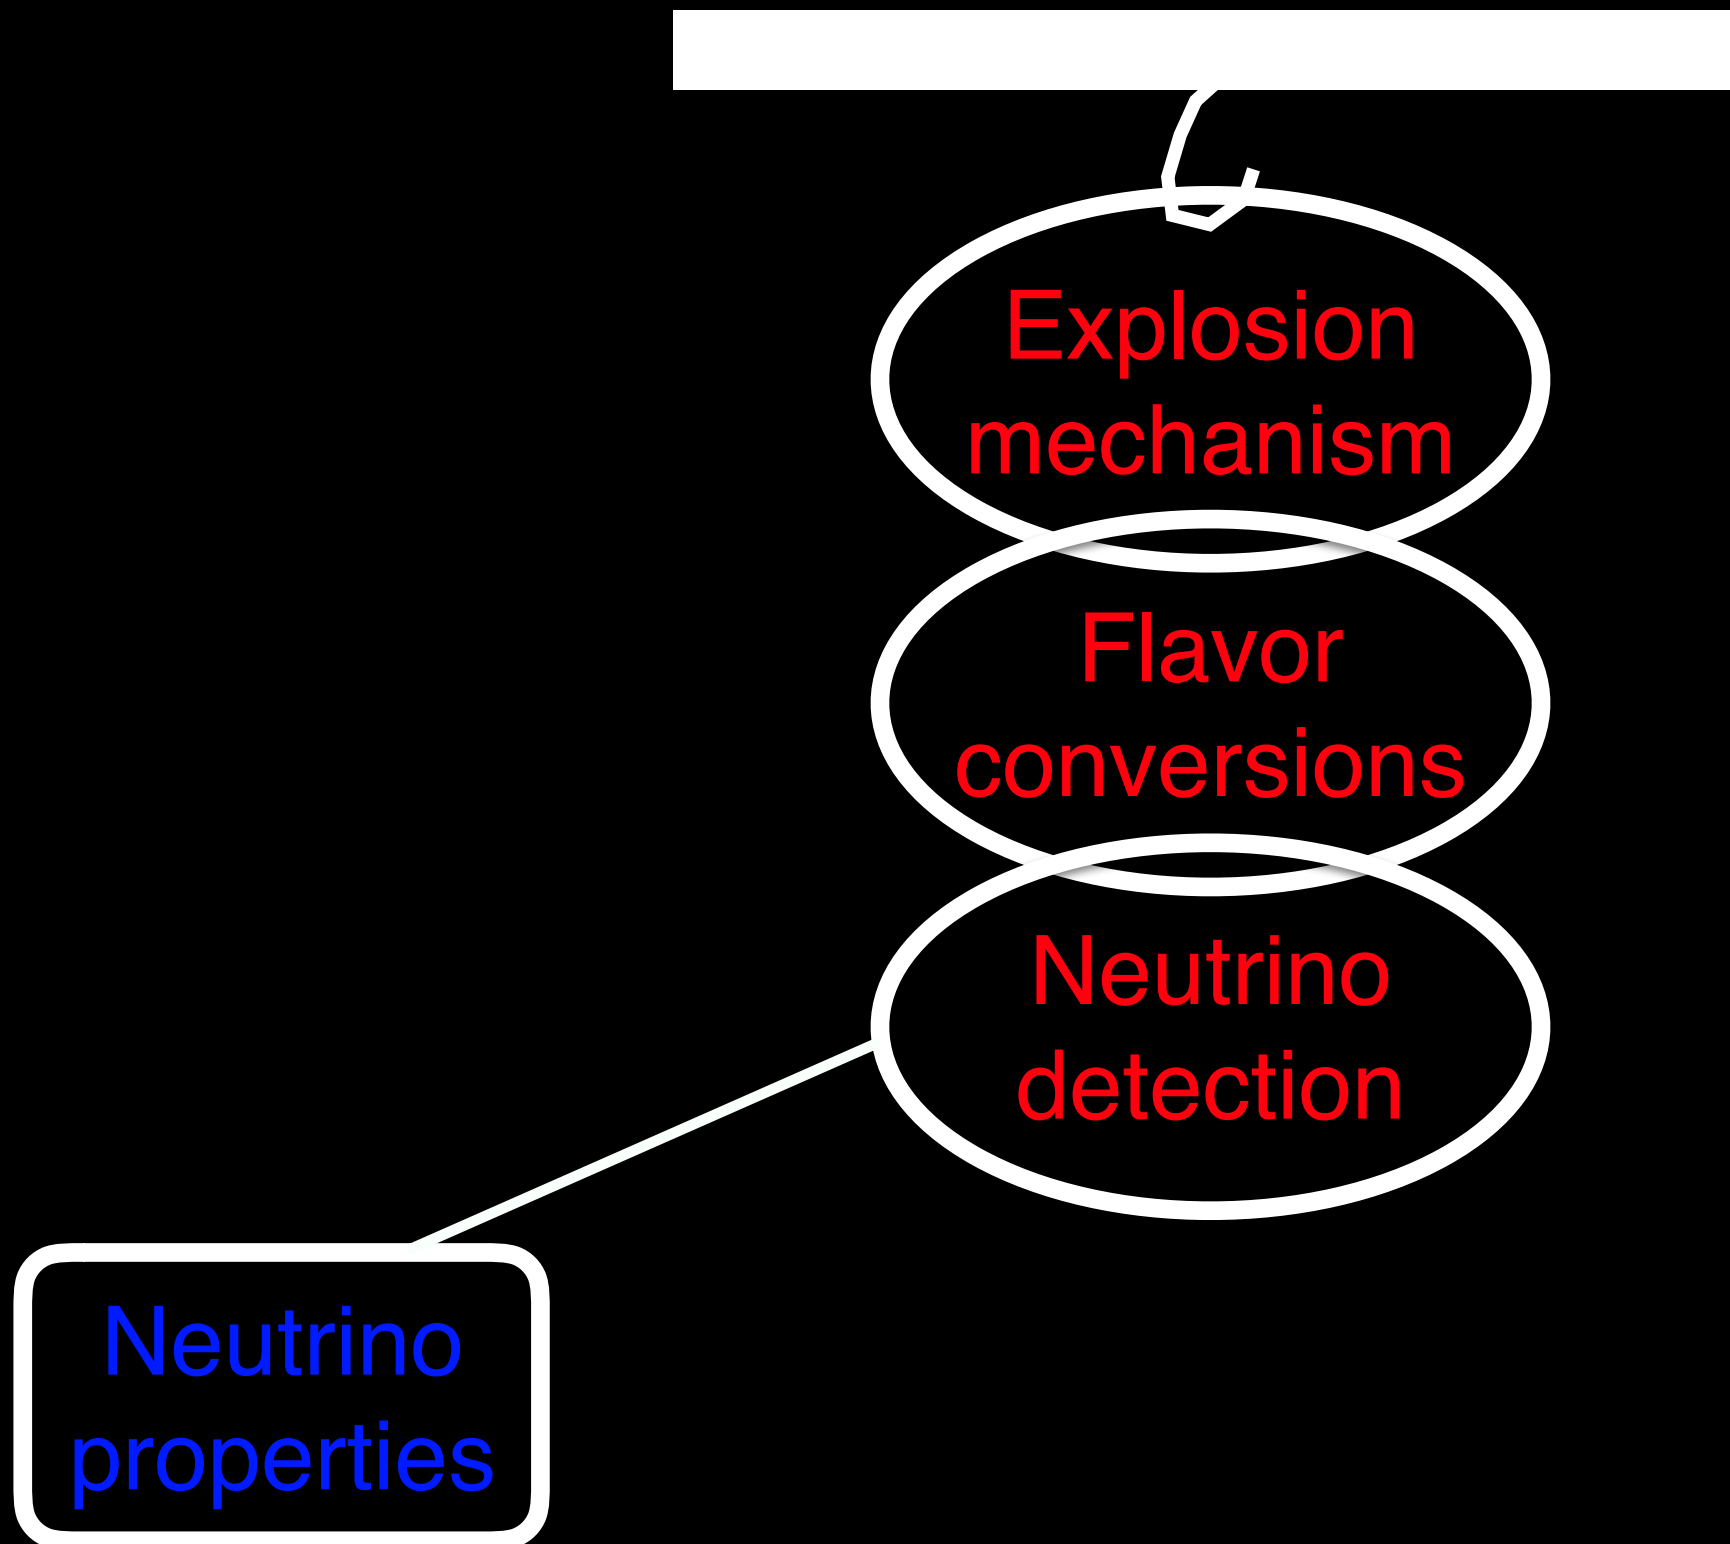 Explosion
mechanism
Flavor
conversions
Neutrino
detection
Neutrino
properties